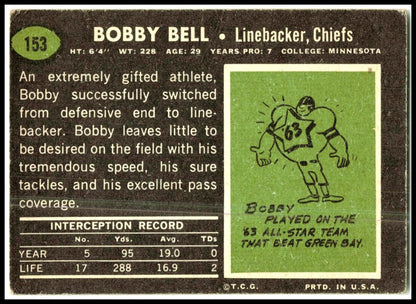 153
BOBBY BELL • Linebacker, Chiefs
HT: 6'4" WT: 228 AGE: 29 YEARS PRO: 7 COLLEGE: MINNESOTA
An extremely gifted athlete,
Bobby successfully switched
from defensive end to line-
backer. Bobby leaves little to
be desired on the field with his
tremendous speed, his sure
tackles, and his excellent pass
coverage.
INTERCEPTION RECORD
No. Yds. Avg. TDs
YEAR 5 95 19.0 0
LIFE 17 288 16.9 2
63
BOBBY
PLAYED ON THE
'63 ALL-STAR TEAM
THAT BEAT GREEN BAY.
©T.C.G. PRTD. IN U.S.A.